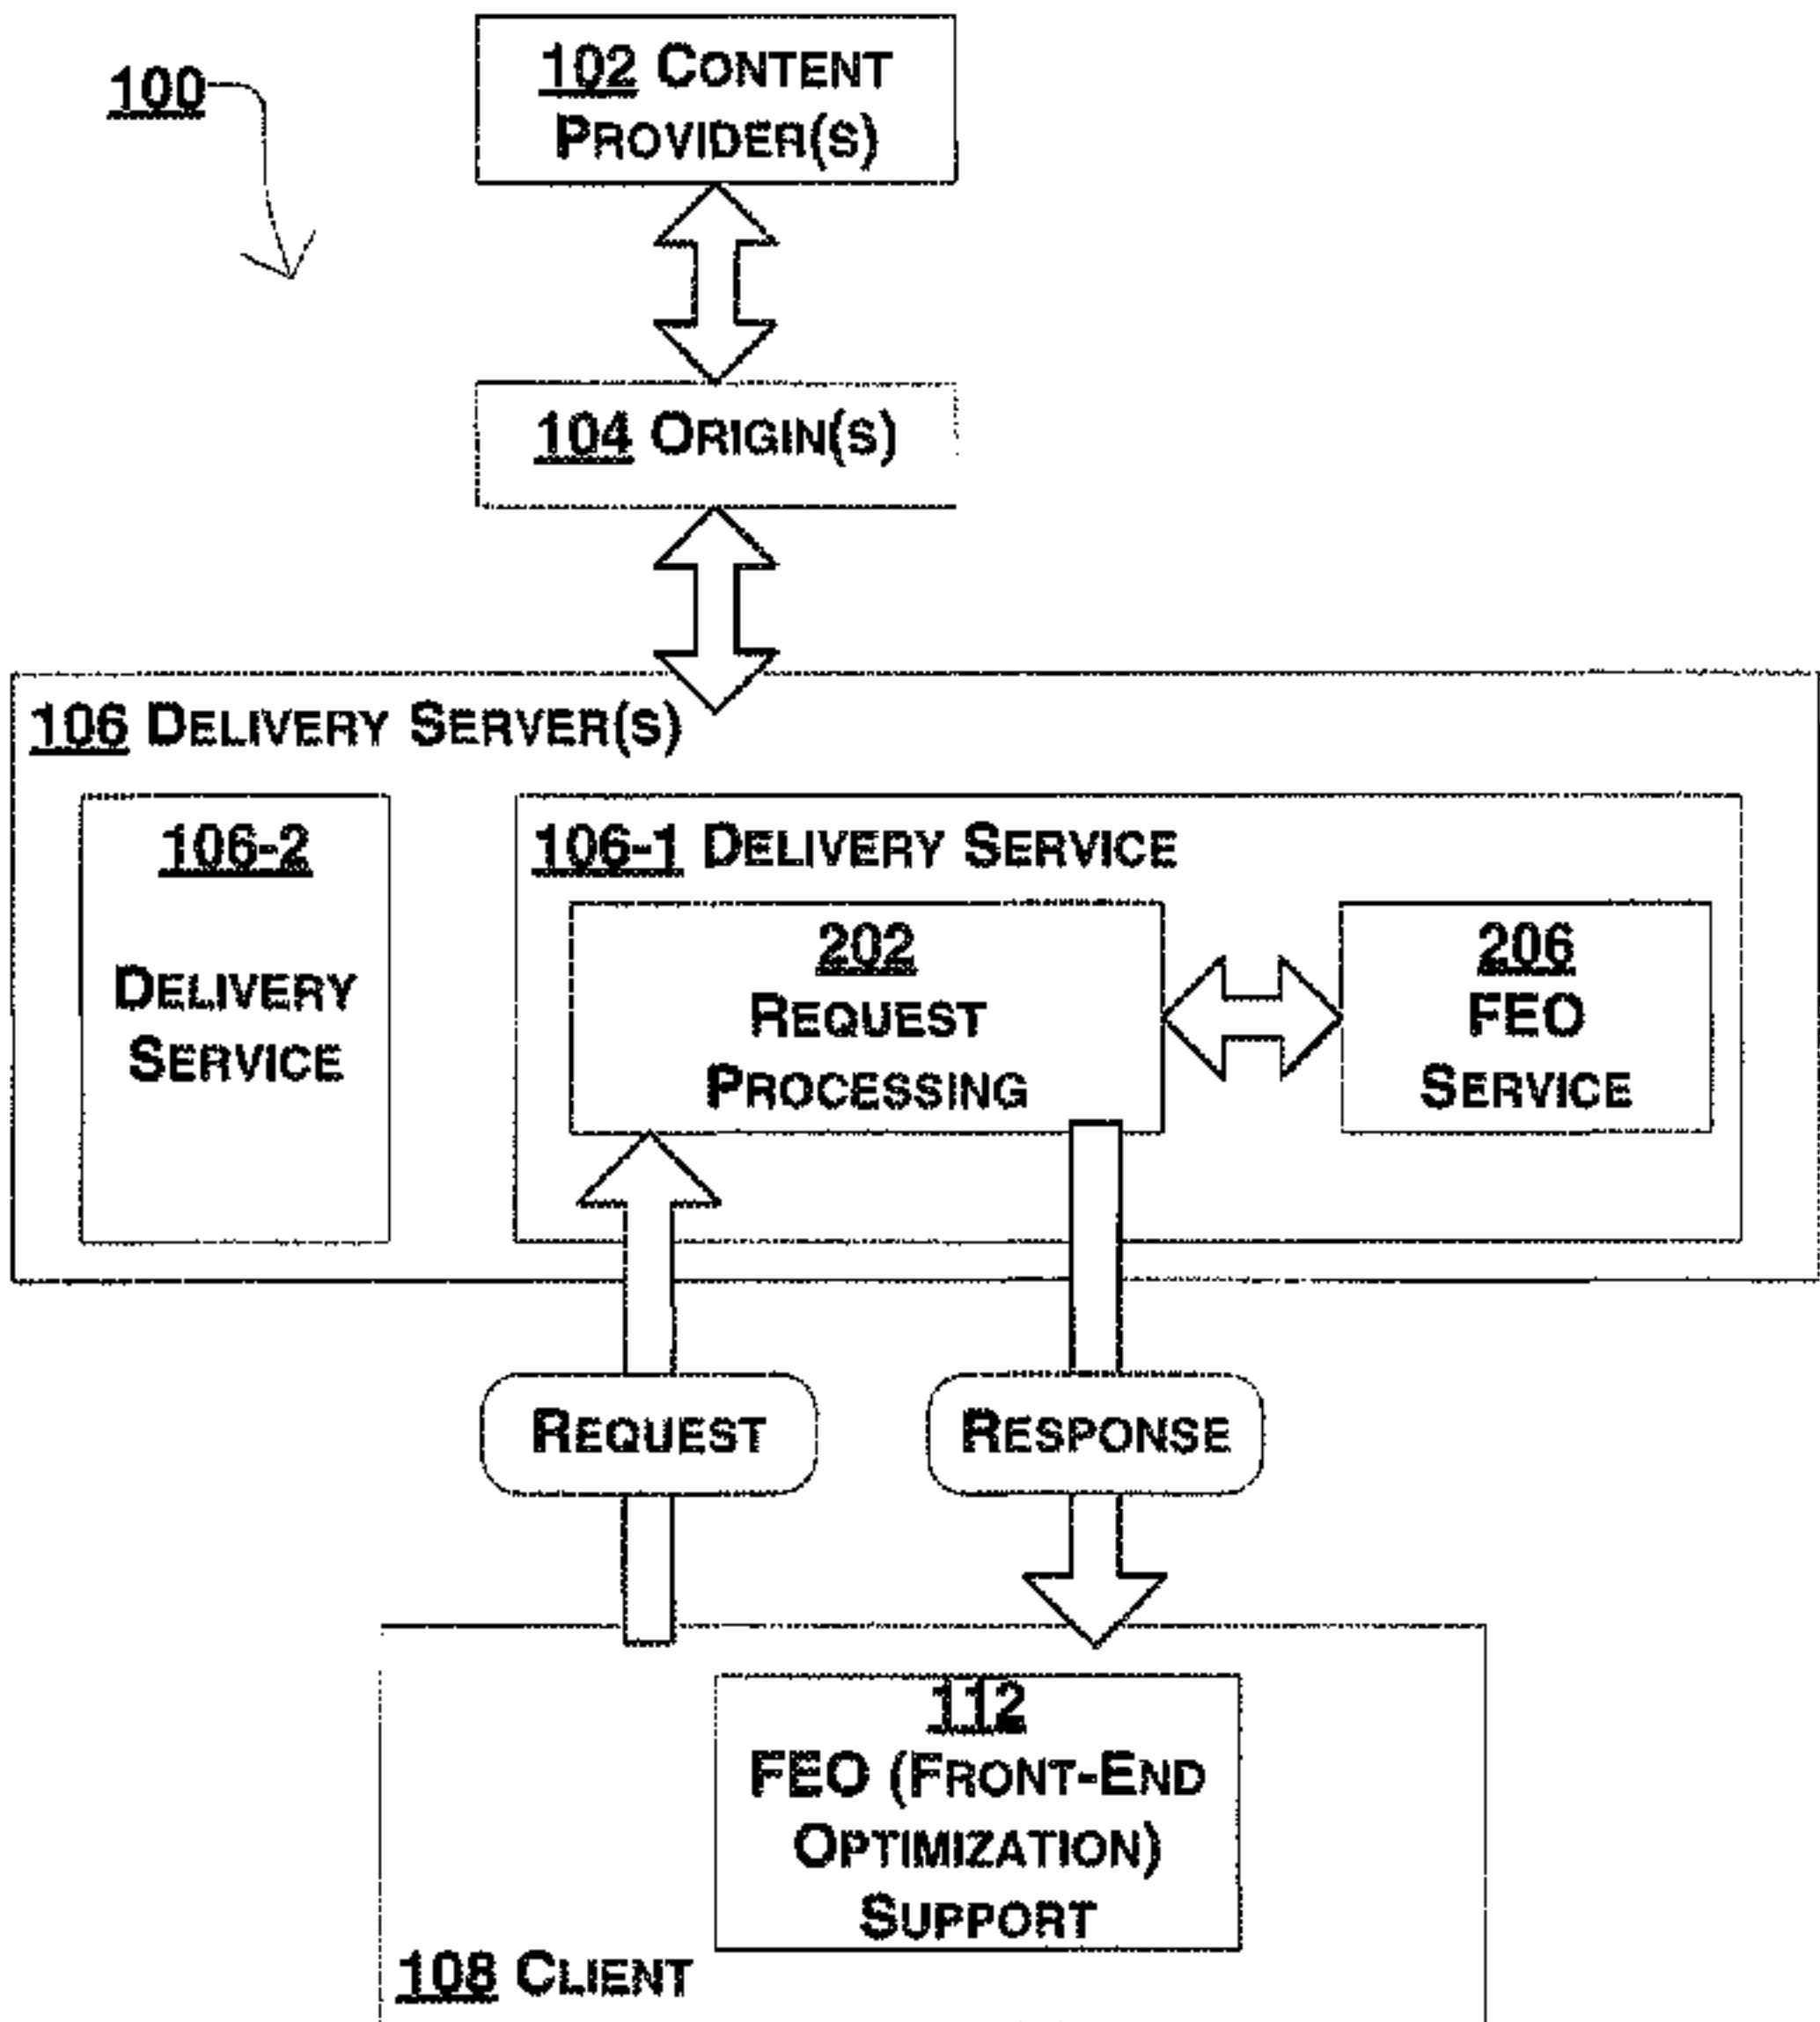 100
102 CONTENT
PROVIDER(S)
104 ORIGIN(S)
106 DELIVERY SERVER(S)
106-2
DELIVERY
SERVICE
106-1 DELIVERY SERVICE
202
REQUEST
PROCESSING
206
FEO
SERVICE
REQUEST
RESPONSE
112
FEO (FRONT-END
OPTIMIZATION)
SUPPORT
108 CLIENT